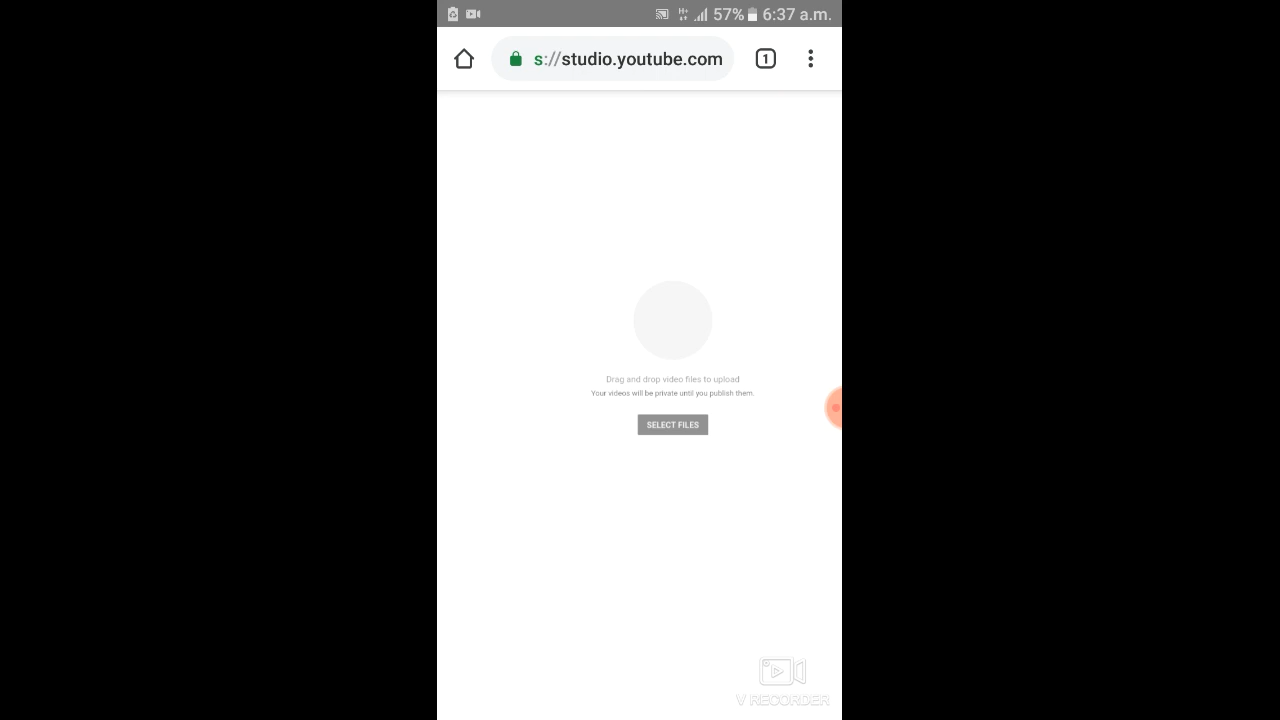 H+ 57% 6:37 a.m.
s://studio.youtube.com 1
Drag and drop video files to upload
Your videos will be private until you publish them.
SELECT FILES
V RECORDER